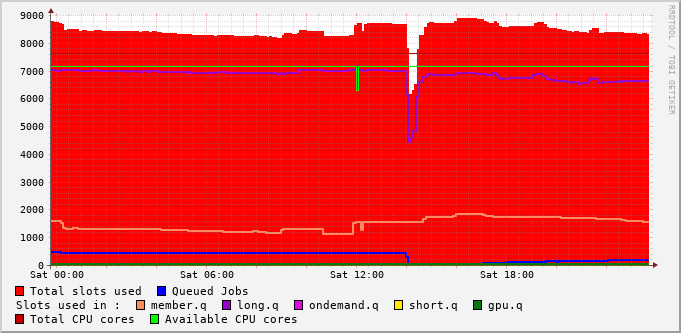 9000
8000
7000
6000
5000
4000
3000
2000
1000
0
Sat 00:00 Sat 06:00 Sat 12:00 Sat 18:00
RRDTOOL / TOBI OETIKER
Total slots used Queued Jobs
Slots used in : member.q long.q ondemand.q short.q gpu.q
Total CPU cores Available CPU cores